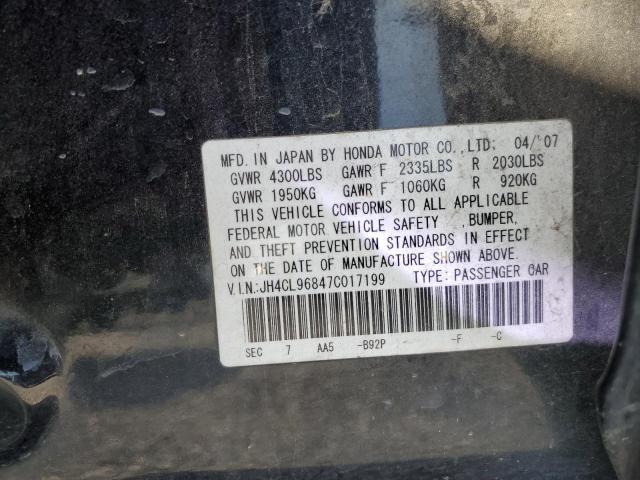 MFD. IN JAPAN BY HONDA MOTOR CO., LTD: 04/'07
GVWR 4300LBS GAWR F 2335LBS R 2030LBS
GVWR 1950KG GAWR F 1060KG R 920KG
THIS VEHICLE CONFORMS TO ALL APPLICABLE
FEDERAL MOTOR VEHICLE SAFETY ,BUMPER,
AND THEFT PREVENTION STANDARDS IN EFFECT
ON THE DATE OF MANUFACTURE SHOWN ABOVE.
V.I.N.:JH4CL96847C017199 TYPE: PASSENGER CAR
SEC 7 AA5 -B92P - -F -C